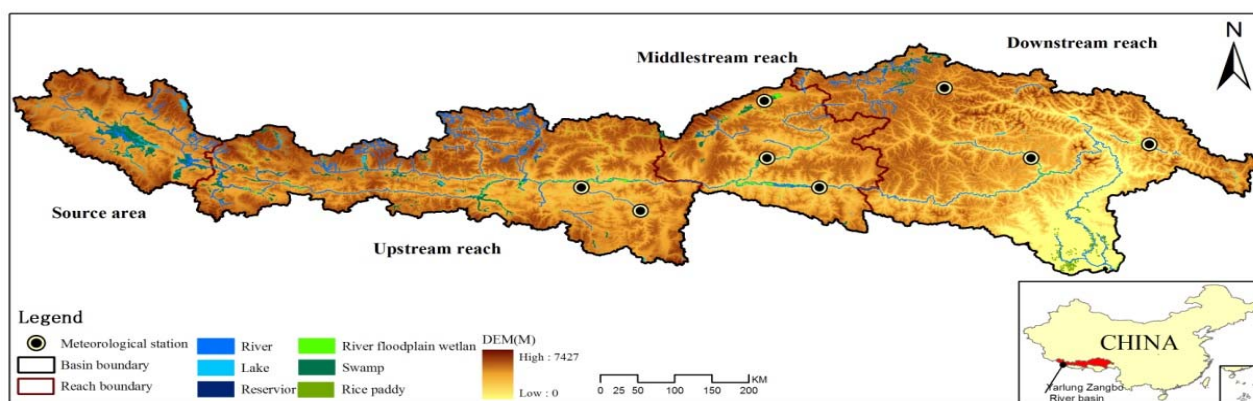 Downstream reach
N
Middlestream reach
Source area
Upstream reach
Legend
Meteorological station
Basin boundary
Reach boundary
River
Lake
Reservior
River floodplain wetlan
Swamp
Rice paddy
DEM(M)
High : 7427
Low : 0
0 25 50 100 150 200
KM
CHINA
Yarlung Zangbo
River basin